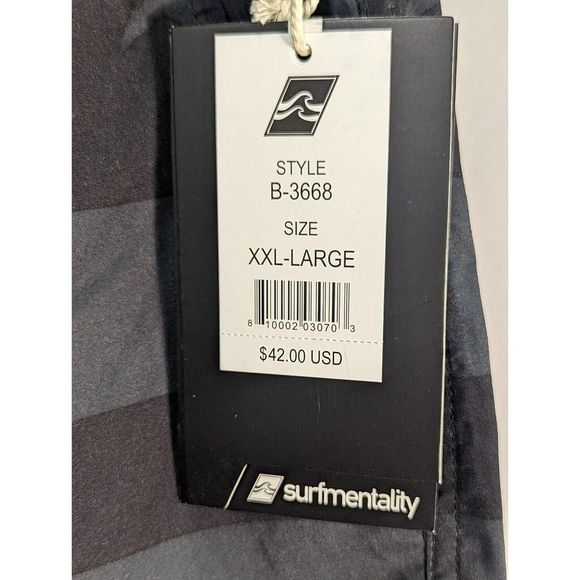 STYLE
B-3668
SIZE
XXL-LARGE
8 10002 03070 3
$42.00 USD
surfmentality